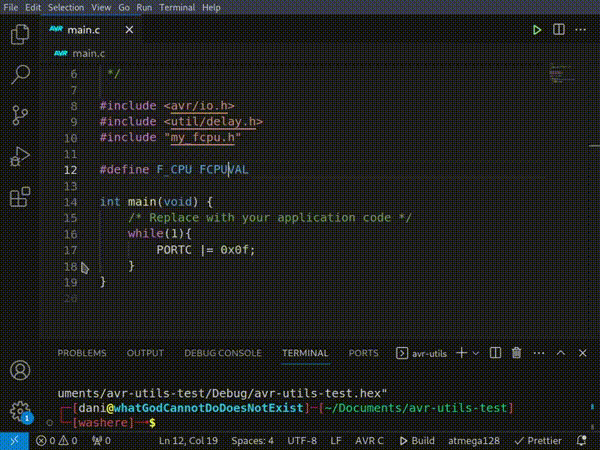 File Edit Selection View Go Run Terminal Help
AVR main.c
AVR main.c
6 */
7
8 #include <avr/io.h>
9 #include <util/delay.h>
10 #include "my_fcpu.h"
11
12 #define F_CPU FCPUVAL
13
14 int main(void) {
15 /* Replace with your application code */
16 while(1){
17 PORTC |= 0x0f;
18 }
19 }
20
PROBLEMS OUTPUT DEBUG CONSOLE TERMINAL PORTS avr-utils
uments/avr-utils-test/Debug/avr-utils-test.hex"
[dani@whatGodCannotDoDoesNotExist]-[~/Documents/avr-utils-test]
[washere]—$
1
0 0 0 Ln 12, Col 19 Spaces: 4 UTF-8 LF AVR C Build atmega128 Prettier